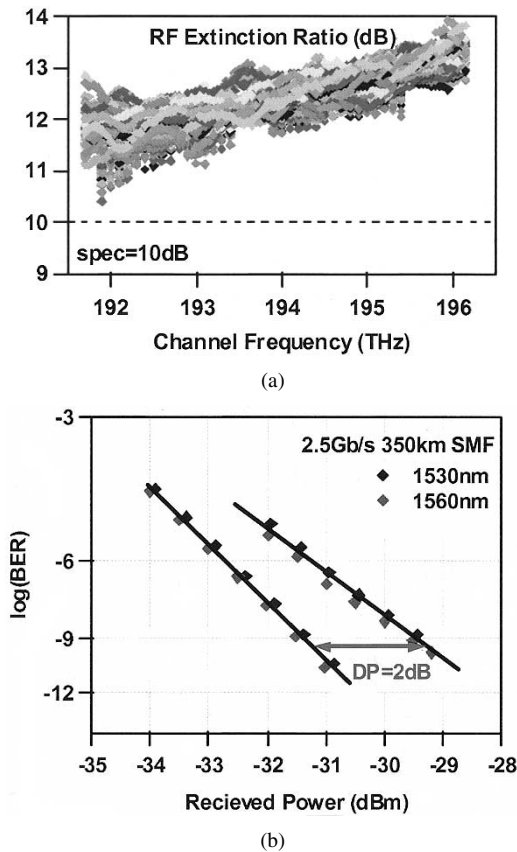 14
RF Extinction Ratio (dB)
13
12
11
10
spec=10dB
9
192 193 194 195 196
Channel Frequency (THz)
(a)
-3
2.5Gb/s 350km SMF
1530nm
1560nm
log(BER)
-6
-9
DP=2dB
-12
-35 -34 -33 -32 -31 -30 -29 -28
Recieved Power (dBm)
(b)